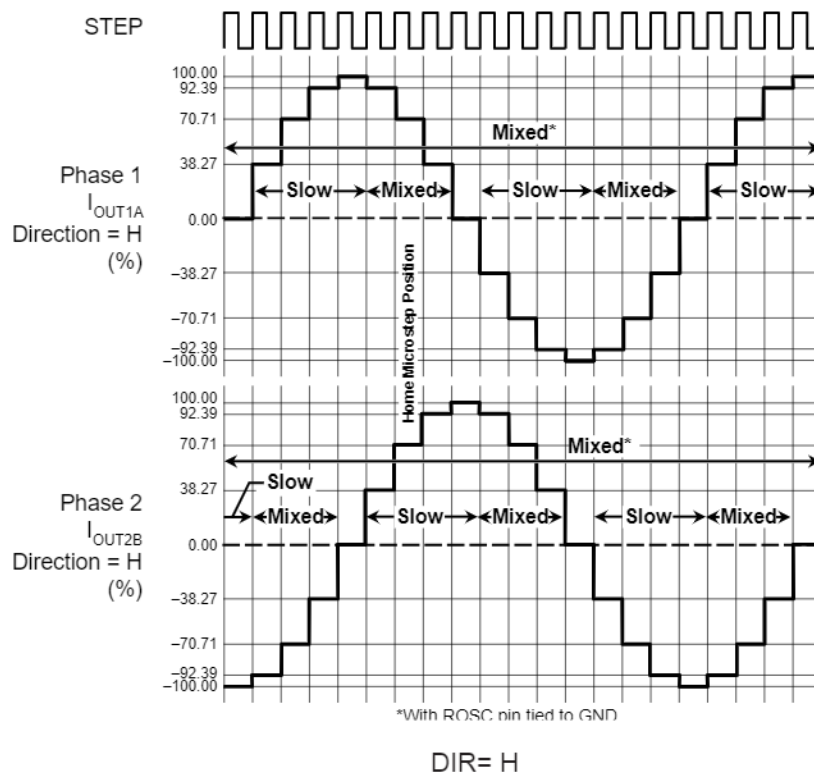 STEP
100.00
92.39
70.71
Mixed*
38.27
Slow
Mixed
Slow
Mixed
Slow
Phase 1
I_OUT1A
Direction = H
(%)
0.00
–38.27
–70.71
–92.39
–100.00
Home Microstep Position
100.00
92.39
70.71
Mixed*
38.27
Slow
Mixed
Slow
Mixed
Slow
Mixed
Phase 2
I_OUT2B
Direction = H
(%)
0.00
–38.27
–70.71
–92.39
–100.00
*With ROSC pin tied to GND
DIR= H